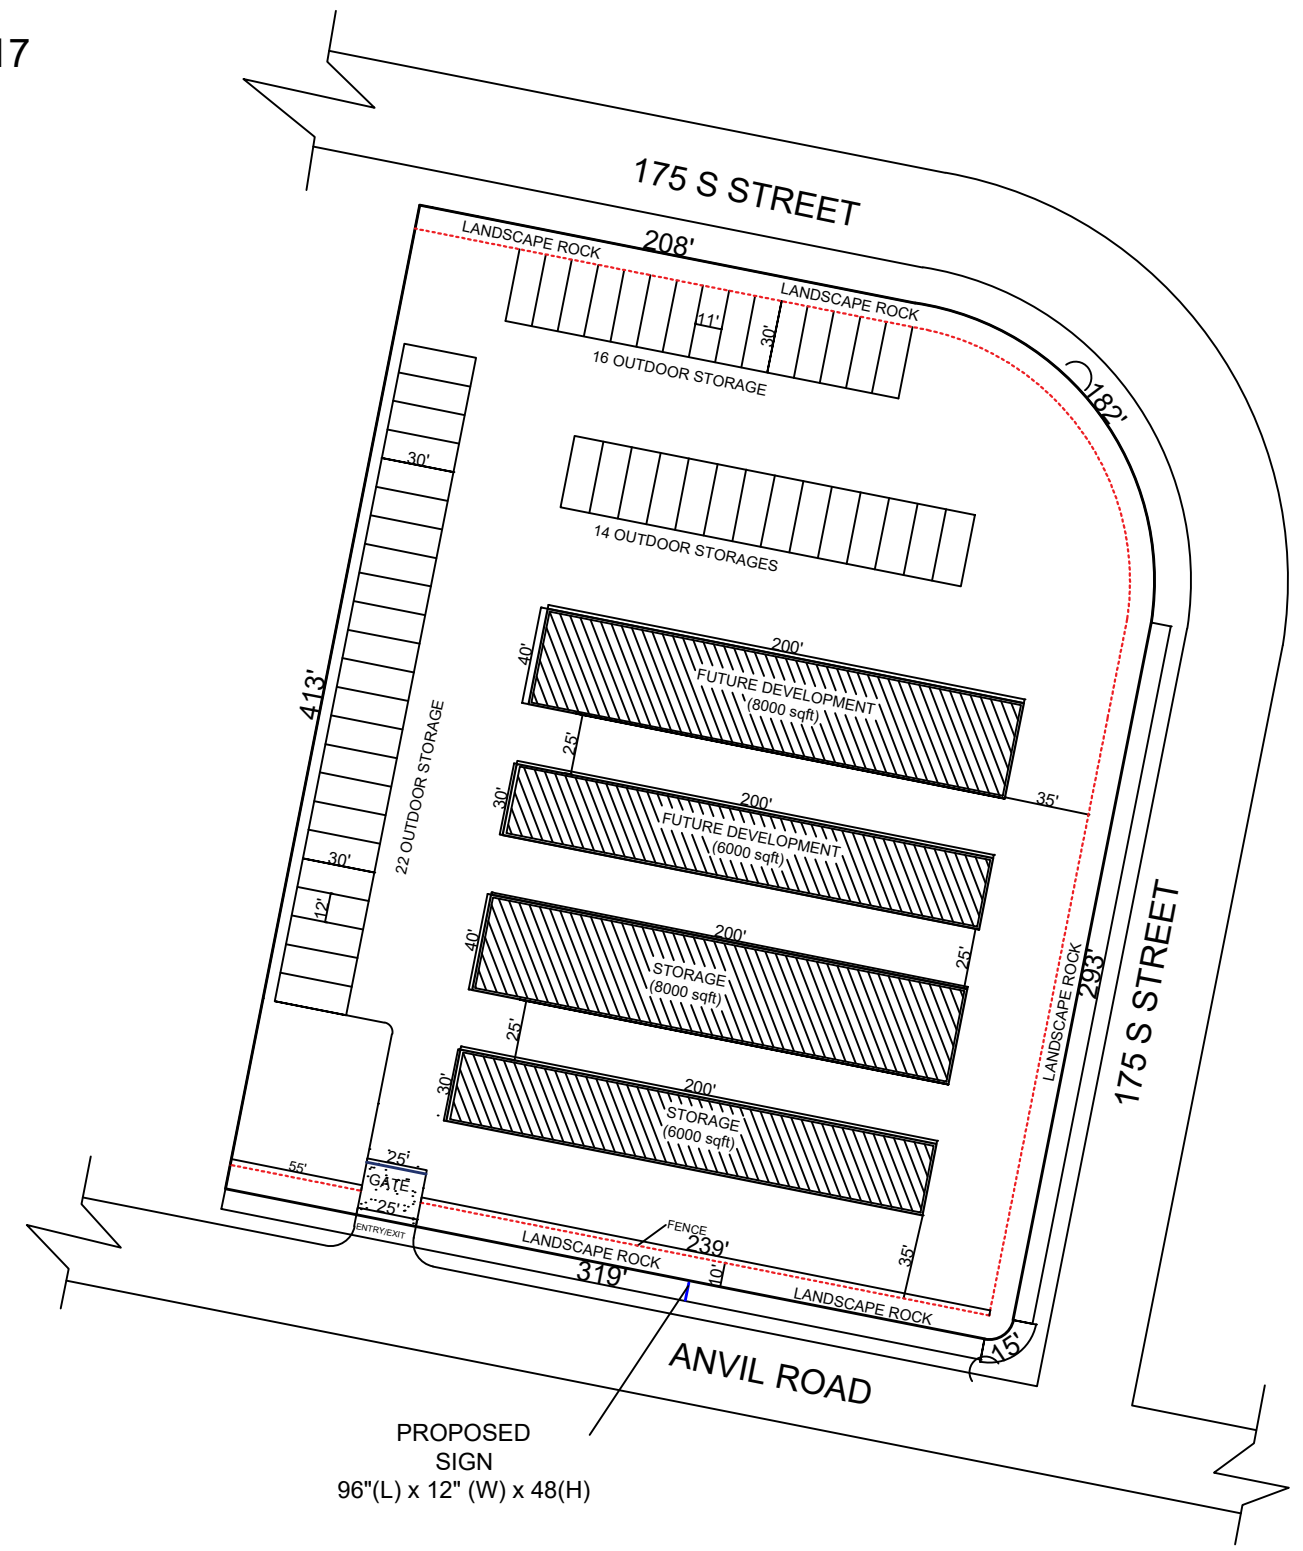 17
175 S STREET
LANDSCAPE ROCK
208'
LANDSCAPE ROCK
11'
30'
16 OUTDOOR STORAGE
182'
30'
14 OUTDOOR STORAGES
413'
22 OUTDOOR STORAGE
30'
12'
200'
40'
FUTURE DEVELOPMENT
(8000 sqft)
25'
35'
200'
30'
FUTURE DEVELOPMENT
(6000 sqft)
25'
200'
40'
STORAGE
(8000 sqft)
25'
200'
30'
STORAGE
(6000 sqft)
35'
LANDSCAPE ROCK
293'
175 S STREET
55'
25'
GATE
25'
ENTRY/EXIT
FENCE
239'
LANDSCAPE ROCK
319'
10'
LANDSCAPE ROCK
15'
ANVIL ROAD
PROPOSED
SIGN
96"(L) x 12" (W) x 48(H)